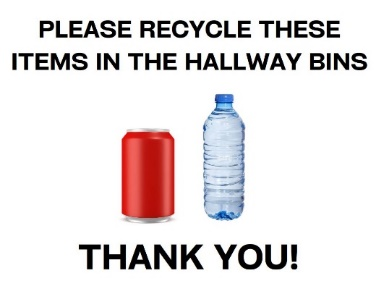 PLEASE RECYCLE THESE
ITEMS IN THE HALLWAY BINS
THANK YOU!